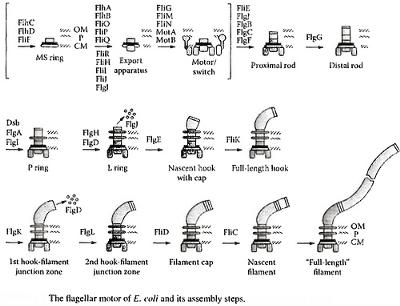 FlhC
FlhD
FliF
OM
P
CM
MS ring
FlhA
FlhB
FliO
FliP
FliQ
FliR
FliH
FliI
FliJ
Export
apparatus
FliG
FliM
FliN
MotA
MotB
Motor/
switch
FliE
FlgJ
FlgB
FlgC
FlgF
Proximal rod
FlgG
Distal rod
Dsb
FlgA
FlgI
P ring
FlgH
FlgD
FlgJ
L ring
FlgE
Nascent hook
with cap
FliK
Full-length hook
FlgK
FlgD
1st hook-filament
junction zone
FlgL
2nd hook-filament
junction zone
FliD
Filament cap
FliC
Nascent
filament
OM
P
CM
"Full-length"
filament
The flagellar motor of E. coli and its assembly steps.